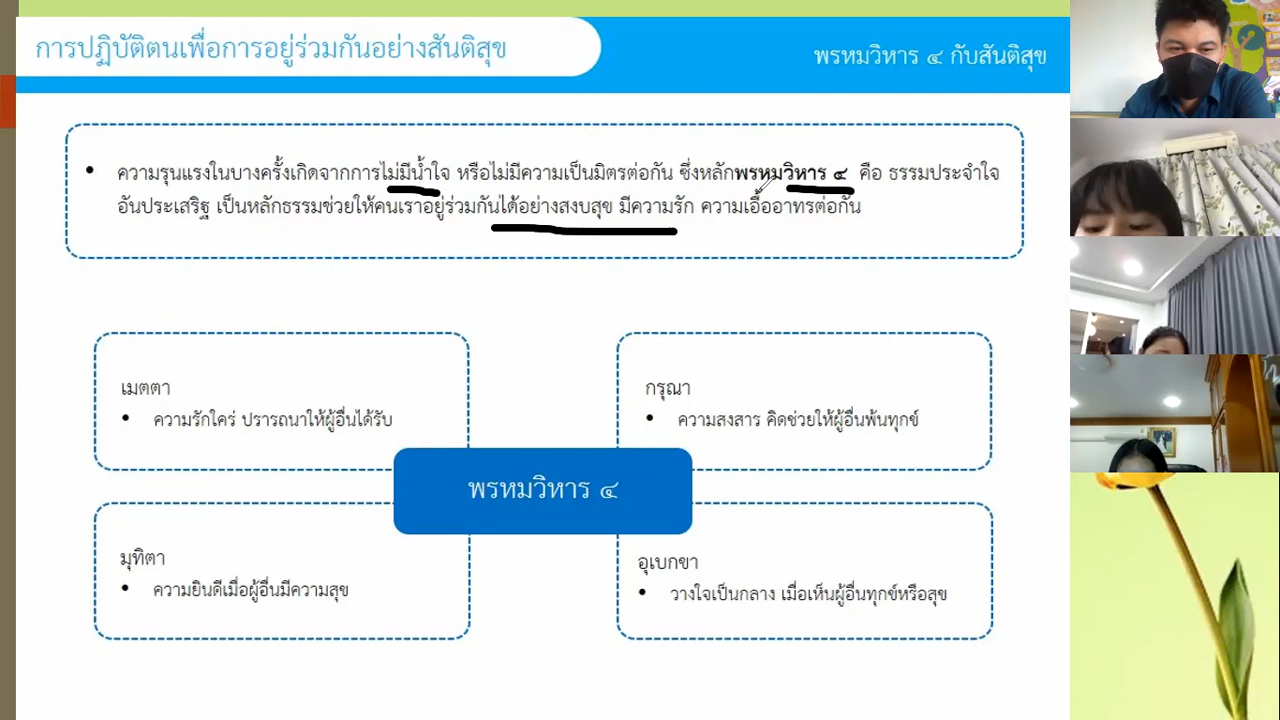 การปฏิบัติตนเพื่อการอยู่ร่วมกันอย่างสันติสุข
พรหมวิหาร ๔ กับสันติสุข
• ความรุนแรงในบางครั้งเกิดจากการไม่มีน้ำใจ หรือไม่มีความเป็นมิตรต่อกัน ซึ่งหลักพรหมวิหาร ๔ คือ ธรรมประจำใจ
อันประเสริฐ เป็นหลักธรรมช่วยให้คนเราอยู่ร่วมกันได้อย่างสงบสุข มีความรัก ความเอื้ออาทรต่อกัน
เมตตา
• ความรักใคร่ ปรารถนาให้ผู้อื่นได้รับ
กรุณา
• ความสงสาร คิดช่วยให้ผู้อื่นพ้นทุกข์
พรหมวิหาร ๔
มุทิตา
• ความยินดีเมื่อผู้อื่นมีความสุข
อุเบกขา
• วางใจเป็นกลาง เมื่อเห็นผู้อื่นทุกข์หรือสุข